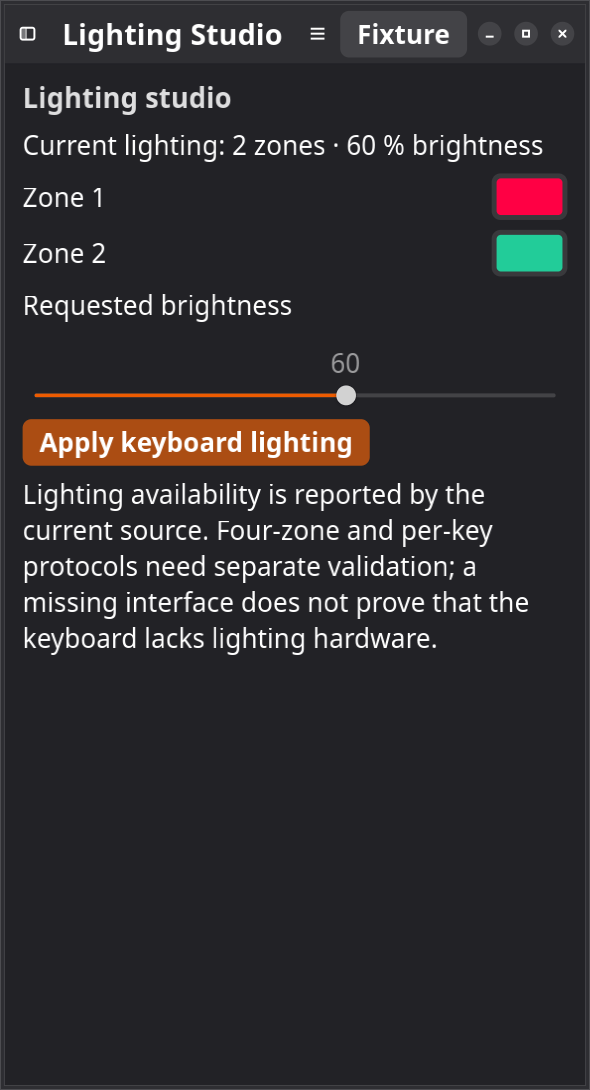 Lighting Studio
Fixture
Lighting studio
Current lighting: 2 zones · 60 % brightness
Zone 1
Zone 2
Requested brightness
60
Apply keyboard lighting
Lighting availability is reported by the
current source. Four-zone and per-key
protocols need separate validation; a
missing interface does not prove that the
keyboard lacks lighting hardware.